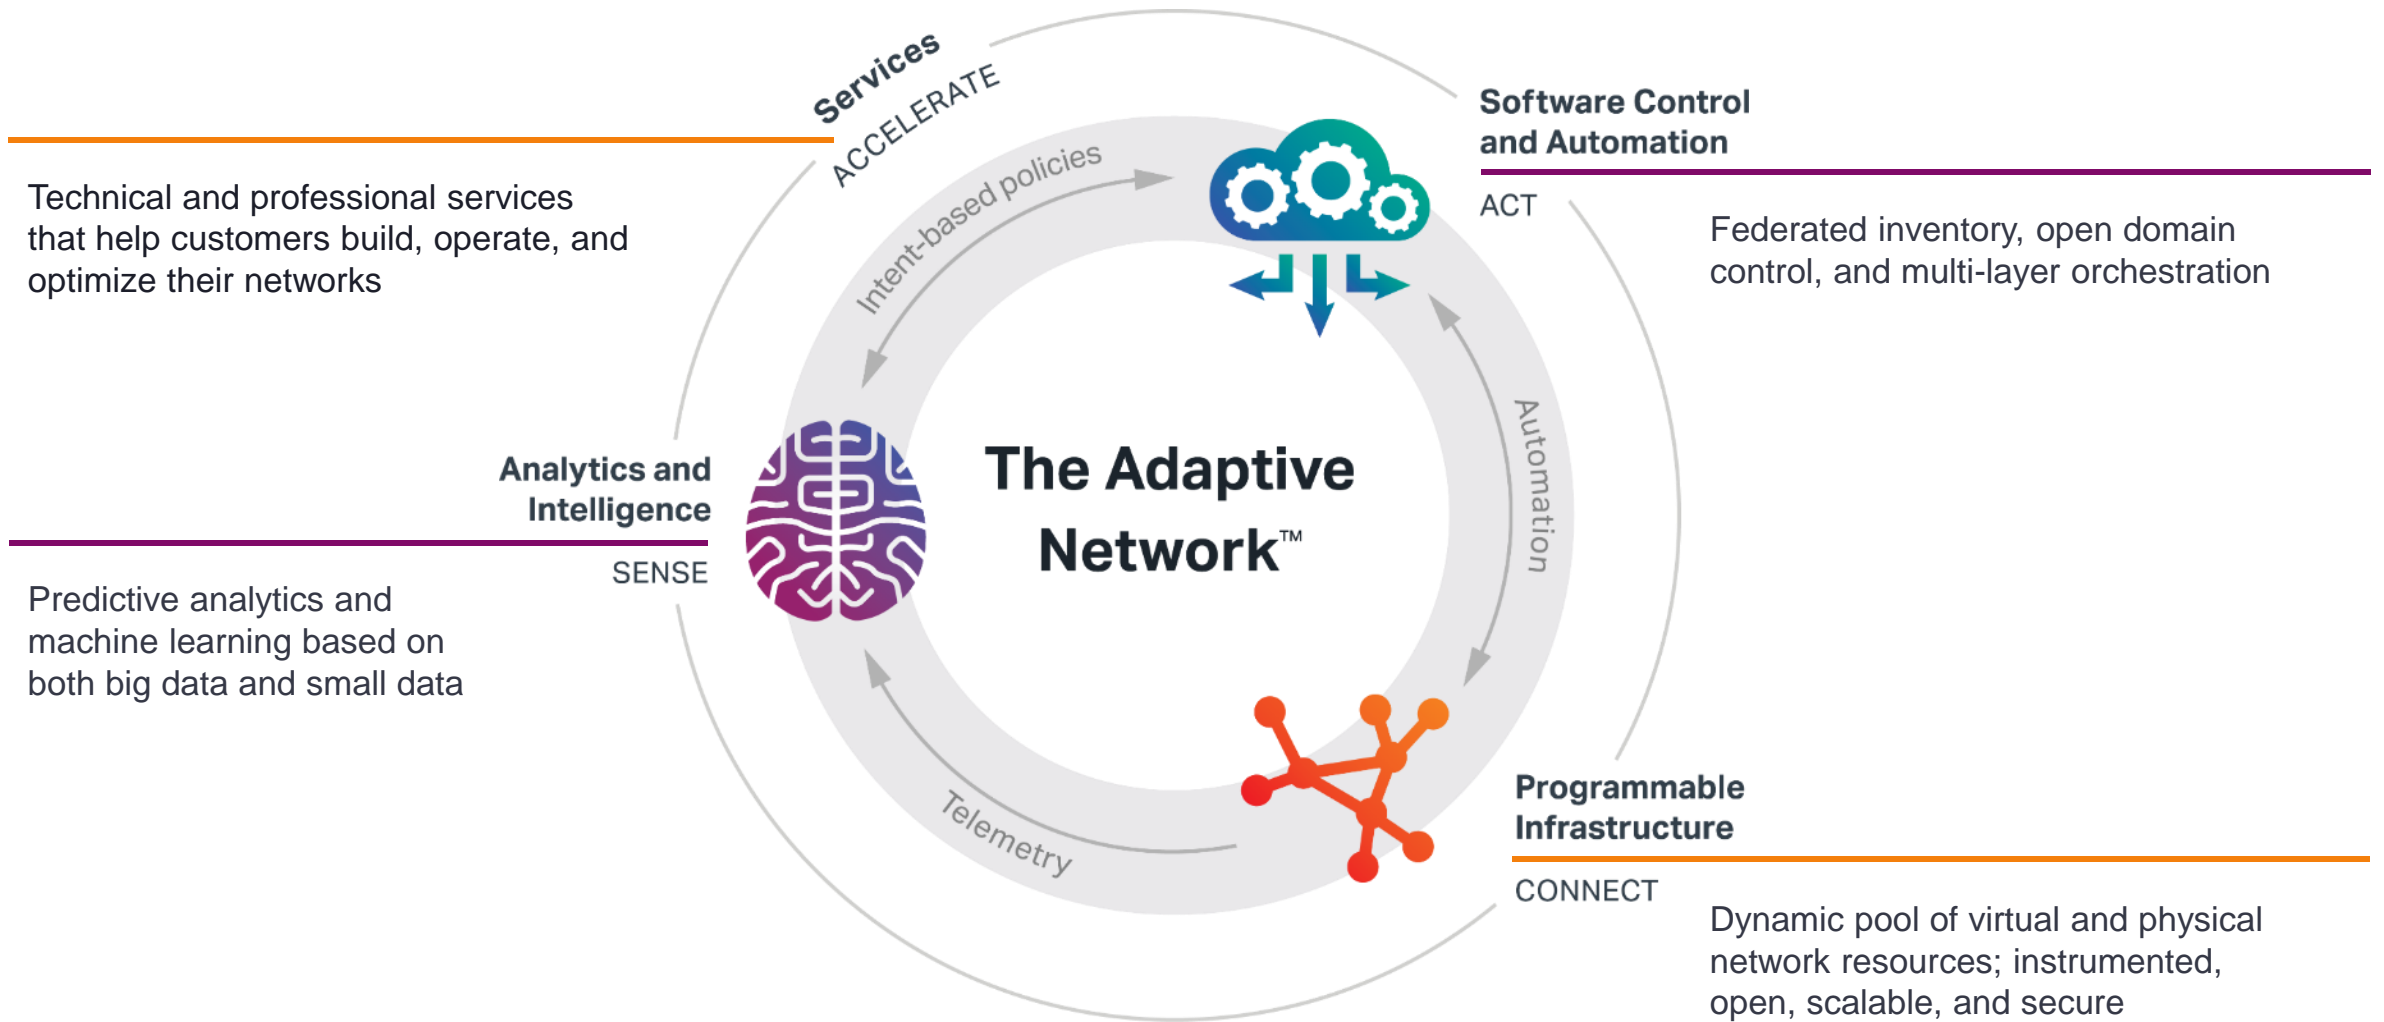 Services
ACCELERATE
Technical and professional services
that help customers build, operate, and
optimize their networks
Software Control
and Automation
ACT
Federated inventory, open domain
control, and multi-layer orchestration
Intent-based policies
Automation
The Adaptive
Network™
Analytics and
Intelligence
SENSE
Predictive analytics and
machine learning based on
both big data and small data
Telemetry
Programmable
Infrastructure
CONNECT
Dynamic pool of virtual and physical
network resources; instrumented,
open, scalable, and secure